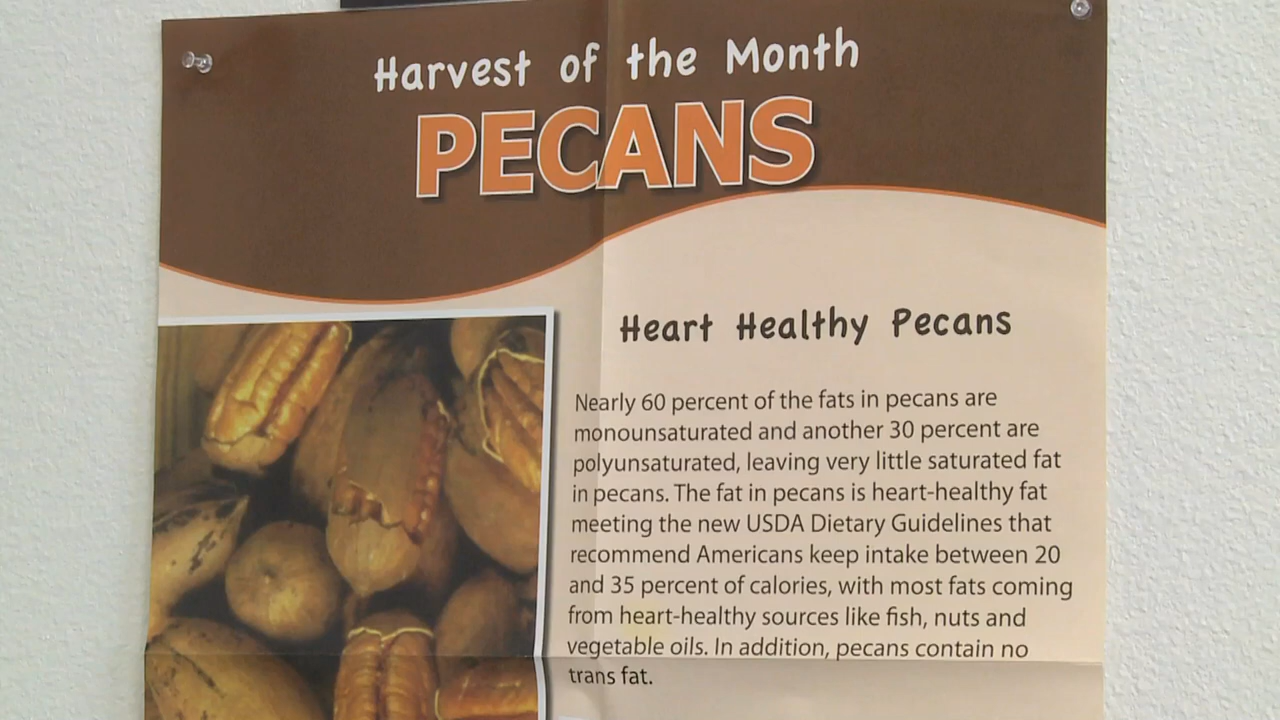 Harvest of the Month
PECANS
Heart Healthy Pecans
Nearly 60 percent of the fats in pecans are
monounsaturated and another 30 percent are
polyunsaturated, leaving very little saturated fat
in pecans. The fat in pecans is heart-healthy fat
meeting the new USDA Dietary Guidelines that
recommend Americans keep intake between 20
and 35 percent of calories, with most fats coming
from heart-healthy sources like fish, nuts and
vegetable oils. In addition, pecans contain no
trans fat.